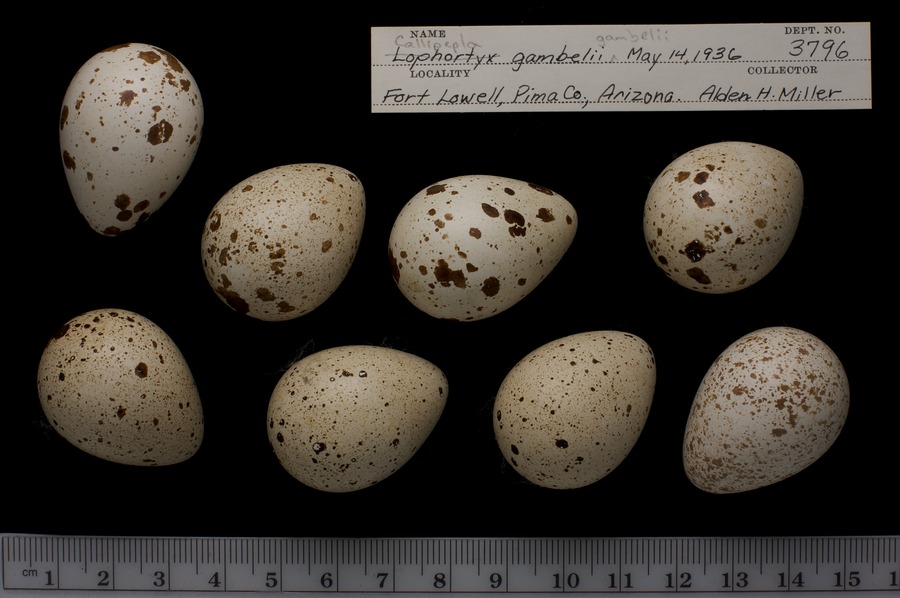 NAME DEPT. NO.
Callipepla gambelii
Lophortyx gambelii May 14, 1936 3796
LOCALITY COLLECTOR
Fort Lowell, Pima Co., Arizona. Alden H. Miller
cm 1 2 3 4 5 6 7 8 9 10 11 12 13 14 15 1